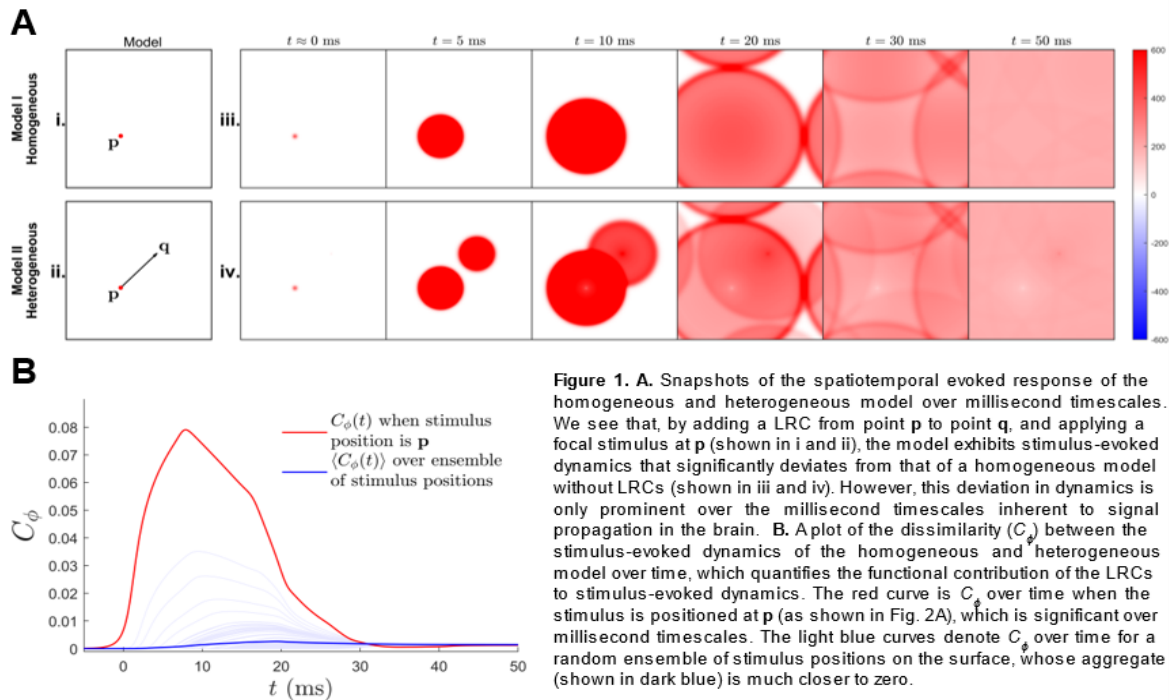 A
Model
t ≈ 0 ms
t = 5 ms
t = 10 ms
t = 20 ms
t = 30 ms
t = 50 ms
Model I
Homogeneous
i.
p
iii.
Model II
Heterogeneous
ii.
p
q
iv.
600
400
200
0
-200
-400
-600
B
0.08
0.07
0.06
0.05
0.04
0.03
0.02
0.01
0
C_ϕ
0
10
20
30
40
50
t (ms)
C_ϕ(t) when stimulus
position is p
⟨C_ϕ(t)⟩ over ensemble
of stimulus positions
Figure 1. A. Snapshots of the spatiotemporal evoked response of the
homogeneous and heterogeneous model over millisecond timescales.
We see that, by adding a LRC from point p to point q, and applying a
focal stimulus at p (shown in i and ii), the model exhibits stimulus-evoked
dynamics that significantly deviates from that of a homogeneous model
without LRCs (shown in iii and iv). However, this deviation in dynamics is
only prominent over the millisecond timescales inherent to signal
propagation in the brain. B. A plot of the dissimilarity (C_ϕ) between the
stimulus-evoked dynamics of the homogeneous and heterogeneous
model over time, which quantifies the functional contribution of the LRCs
to stimulus-evoked dynamics. The red curve is C_ϕ over time when the
stimulus is positioned at p (as shown in Fig. 2A), which is significant over
millisecond timescales. The light blue curves denote C_ϕ over time for a
random ensemble of stimulus positions on the surface, whose aggregate
(shown in dark blue) is much closer to zero.